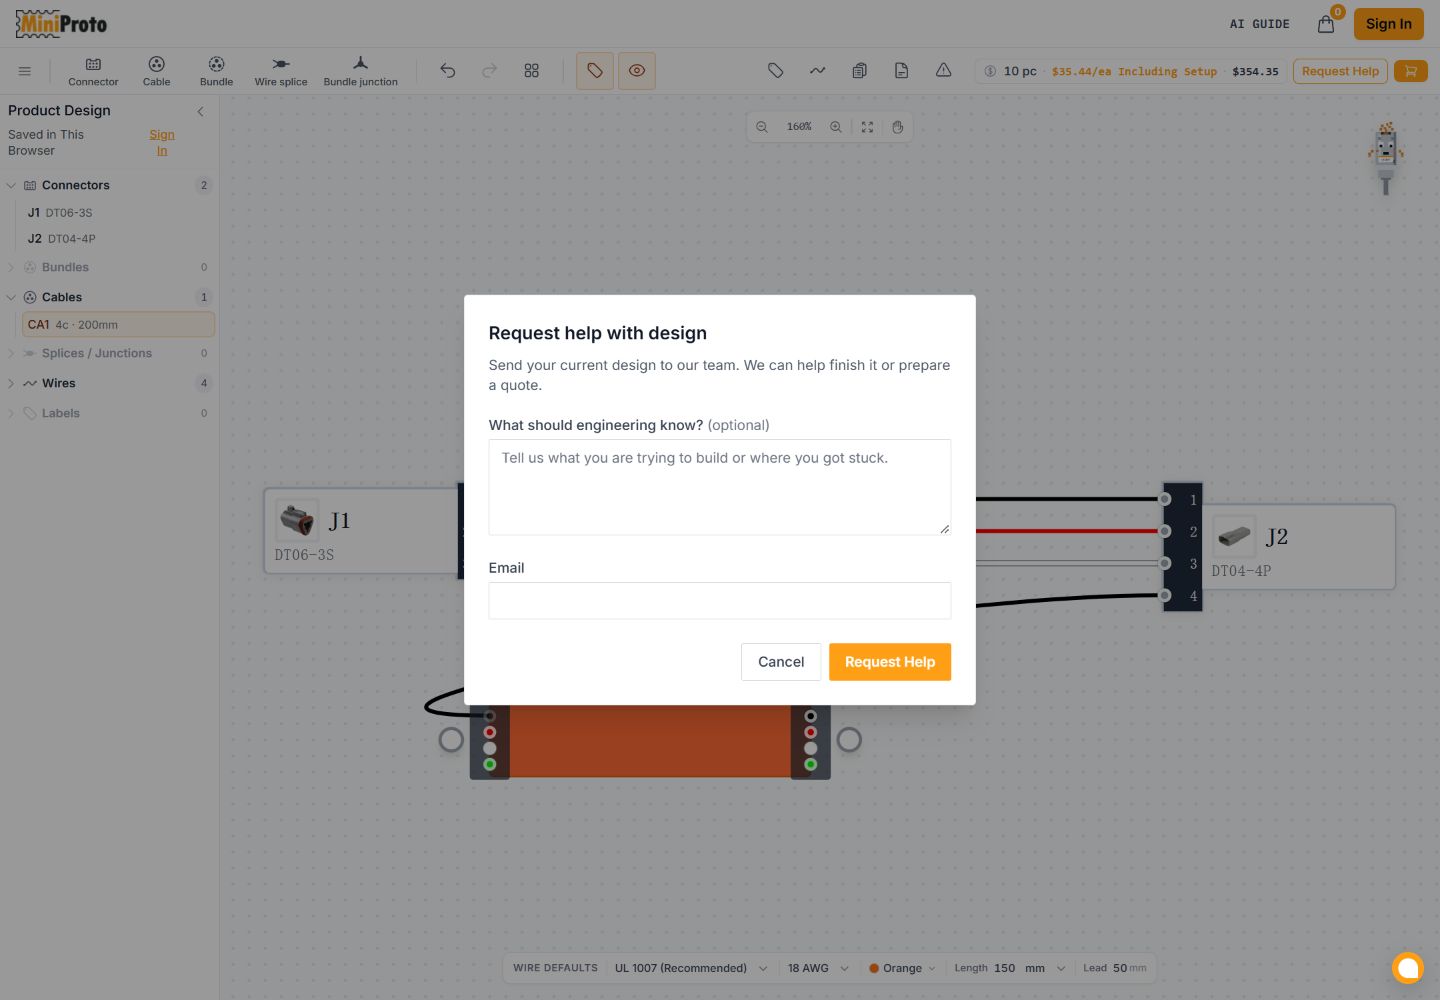 MiniProto
AI GUIDE
0
Sign In
Connector
Cable
Bundle
Wire splice
Bundle junction
10 pc · $35.44/ea Including Setup · $354.35
Request Help
Product Design
Saved in This
Browser
Sign
In
160%
Connectors 2
J1 DT06-3S
J2 DT04-4P
Bundles 0
Cables 1
CA1 4c · 200mm
Splices / Junctions 0
Wires 4
Labels 0
Request help with design
Send your current design to our team. We can help finish it or prepare
a quote.
What should engineering know? (optional)
Tell us what you are trying to build or where you got stuck.
Email
Cancel
Request Help
J1
DT06-3S
1
2
3
4
J2
DT04-4P
WIRE DEFAULTS UL 1007 (Recommended) 18 AWG Orange Length 150 mm Lead 50 mm